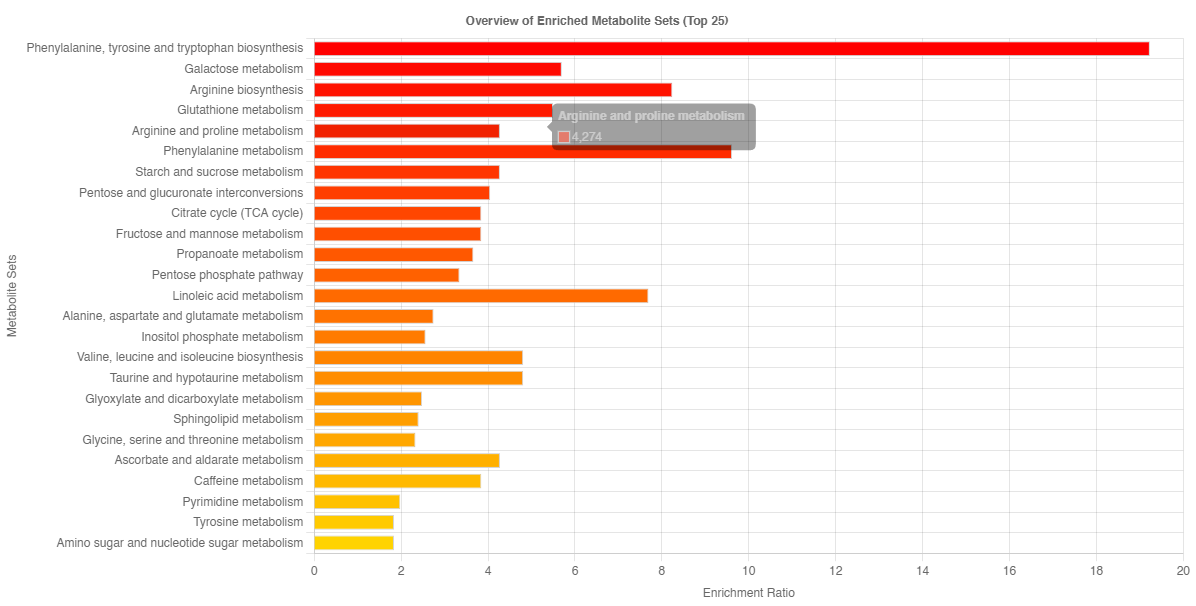 Overview of Enriched Metabolite Sets (Top 25)
Metabolite Sets
Phenylalanine, tyrosine and tryptophan biosynthesis
Galactose metabolism
Arginine biosynthesis
Glutathione metabolism
Arginine and proline metabolism
Arginine and proline metabolism
4,274
Phenylalanine metabolism
Starch and sucrose metabolism
Pentose and glucuronate interconversions
Citrate cycle (TCA cycle)
Fructose and mannose metabolism
Propanoate metabolism
Pentose phosphate pathway
Linoleic acid metabolism
Alanine, aspartate and glutamate metabolism
Inositol phosphate metabolism
Valine, leucine and isoleucine biosynthesis
Taurine and hypotaurine metabolism
Glyoxylate and dicarboxylate metabolism
Sphingolipid metabolism
Glycine, serine and threonine metabolism
Ascorbate and aldarate metabolism
Caffeine metabolism
Pyrimidine metabolism
Tyrosine metabolism
Amino sugar and nucleotide sugar metabolism
0 2 4 6 8 10 12 14 16 18 20
Enrichment Ratio